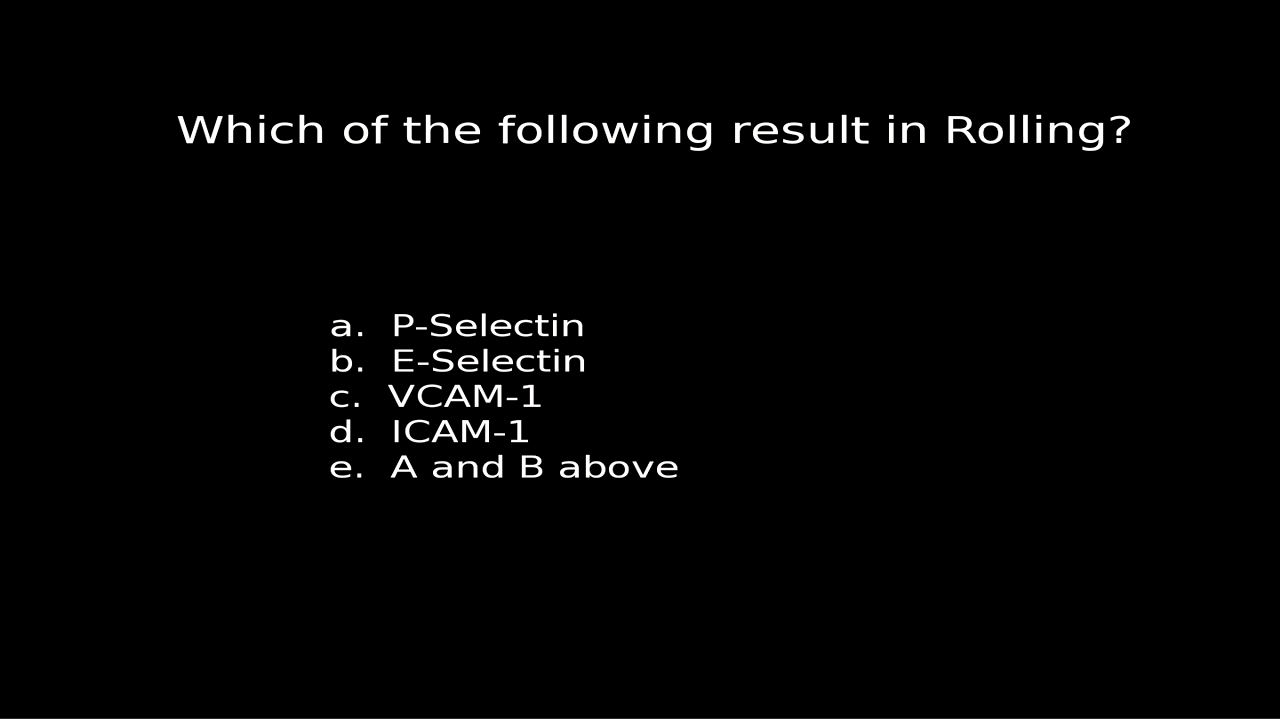 Which of the following result in Rolling?
a. P-Selectin
b. E-Selectin
c. VCAM-1
d. ICAM-1
e. A and B above